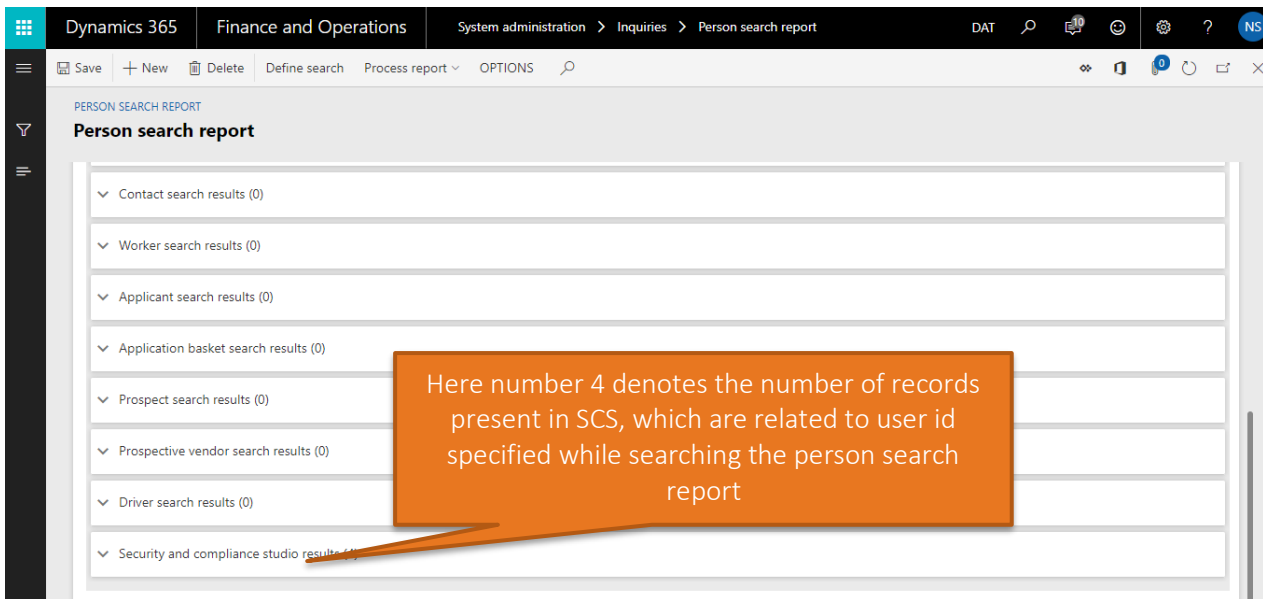 Dynamics 365 Finance and Operations System administration > Inquiries > Person search report DAT 10 ? NS
Save + New Delete Define search Process report OPTIONS 0
PERSON SEARCH REPORT
Person search report
Contact search results (0)
Worker search results (0)
Applicant search results (0)
Application basket search results (0)
Prospect search results (0)
Prospective vendor search results (0)
Driver search results (0)
Security and compliance studio results (4)
Here number 4 denotes the number of records
present in SCS, which are related to user id
specified while searching the person search
report